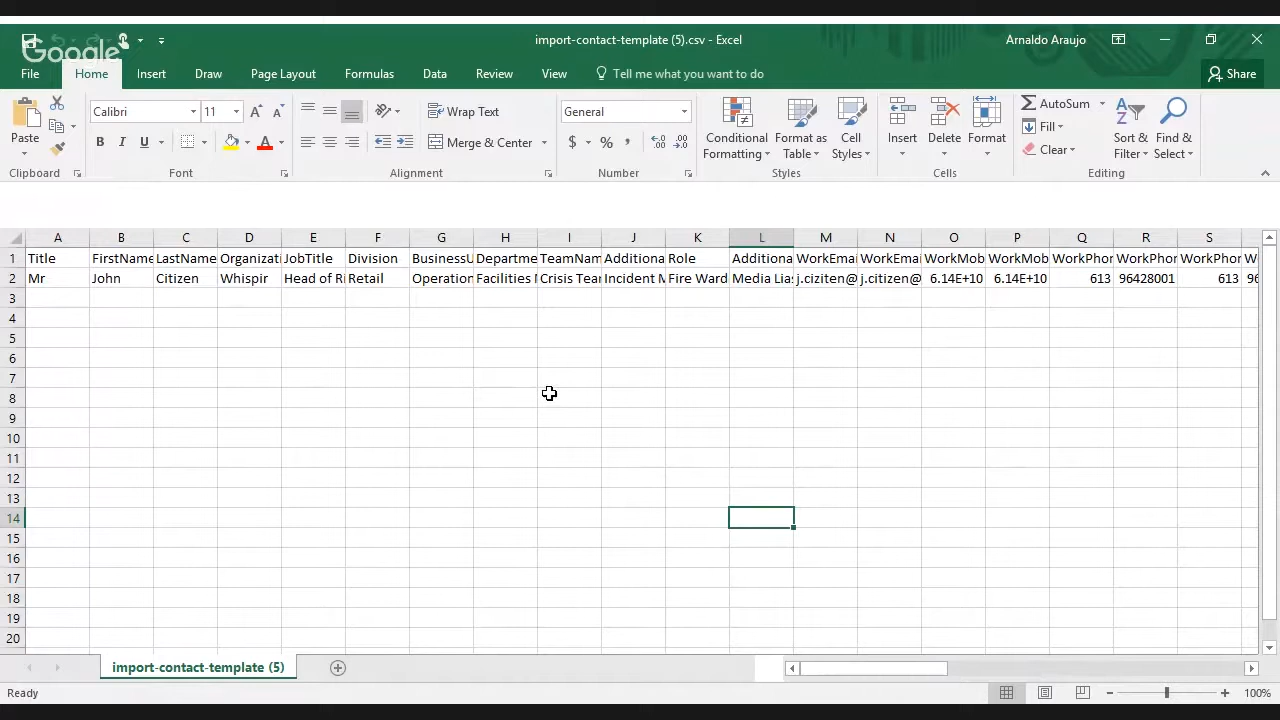 Google
import-contact-template (5).csv - Excel
Arnaldo Araujo
File Home Insert Draw Page Layout Formulas Data Review View Tell me what you want to do Share
Paste
Calibri 11
B I U A
Wrap Text
Merge & Center
General
$ % ,
Conditional Formatting
Format as Table
Cell Styles
Insert Delete Format
AutoSum
Fill
Clear
Sort & Filter
Find & Select
Clipboard Font Alignment Number Styles Cells Editing
A B C D E F G H I J K L M N O P Q R S
1 Title FirstName LastName Organizati JobTitle Division BusinessU Departme TeamNam Additiona Role Additiona WorkEmai WorkEmai WorkMob WorkMob WorkPhon WorkPhon WorkPhon W
2 Mr John Citizen Whispir Head of Ri Retail Operation Facilities Crisis Tear Incident M Fire Ward Media Lias j.ciziten@ j.citizen@ 6.14E+10 6.14E+10 613 96428001 613 96
3
4
5
6
7
8
9
10
11
12
13
14
15
16
17
18
19
20
import-contact-template (5)
Ready
100%